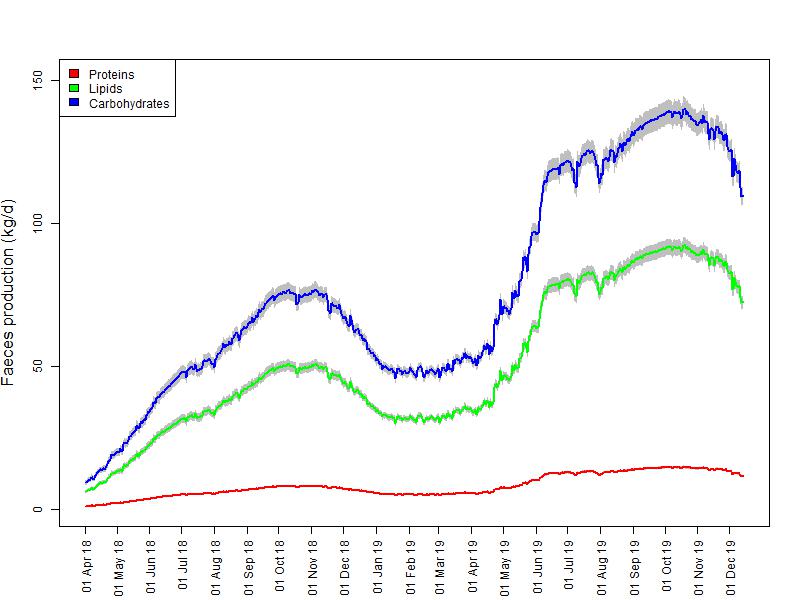 Proteins
Lipids
Carbohydrates
Faeces production (kg/d)
150
100
50
0
01 Apr 18
01 May 18
01 Jun 18
01 Jul 18
01 Aug 18
01 Sep 18
01 Oct 18
01 Nov 18
01 Dec 18
01 Jan 19
01 Feb 19
01 Mar 19
01 Apr 19
01 May 19
01 Jun 19
01 Jul 19
01 Aug 19
01 Sep 19
01 Oct 19
01 Nov 19
01 Dec 19